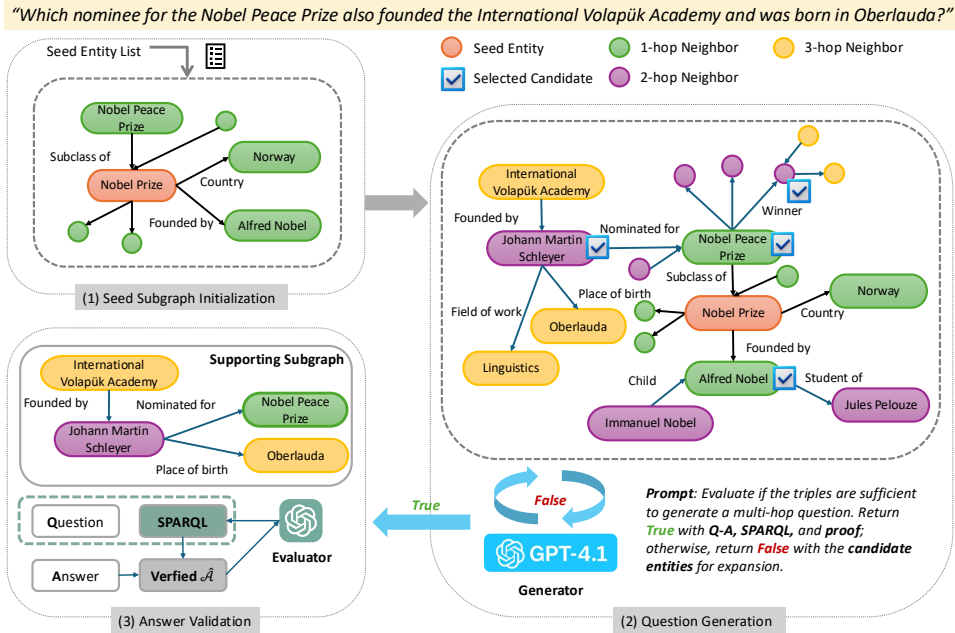 “Which nominee for the Nobel Peace Prize also founded the International Volapük Academy and was born in Oberlauda?”
Seed Entity List
Nobel Peace
Prize
Subclass of
Norway
Nobel Prize
Country
Founded by
Alfred Nobel
(1) Seed Subgraph Initialization
Seed Entity
1-hop Neighbor
3-hop Neighbor
Selected Candidate
2-hop Neighbor
International
Volapük Academy
Founded by
Johann Martin
Schleyer
Nominated for
Winner
Nobel Peace
Prize
Subclass of
Place of birth
Field of work
Oberlauda
Linguistics
Nobel Prize
Norway
Country
Founded by
Child
Alfred Nobel
Student of
Immanuel Nobel
Jules Pelouze
False
GPT-4.1
Generator
Prompt: Evaluate if the triples are sufficient
to generate a multi-hop question. Return
True with Q-A, SPARQL, and proof;
otherwise, return False with the candidate
entities for expansion.
(2) Question Generation
True
Supporting Subgraph
International
Volapük Academy
Founded by
Nominated for
Nobel Peace
Prize
Johann Martin
Schleyer
Oberlauda
Place of birth
Question
SPARQL
Evaluator
Answer
Verfied Â
(3) Answer Validation